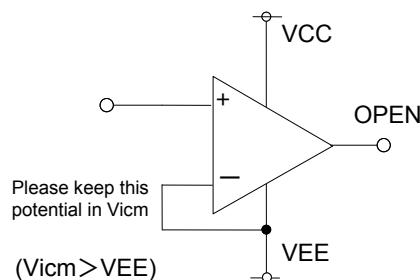 VCC
+
OPEN
Please keep this
potential in Vicm
−
VEE
(Vicm＞VEE)